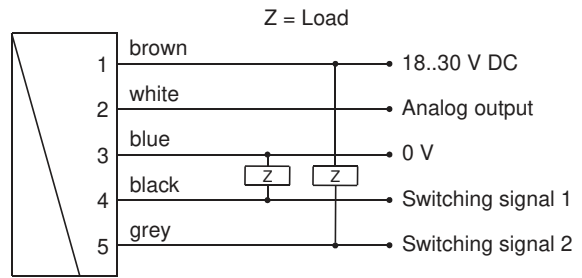 Z = Load
1 brown 18..30 V DC
2 white Analog output
3 blue 0 V
Z Z
4 black Switching signal 1
5 grey Switching signal 2